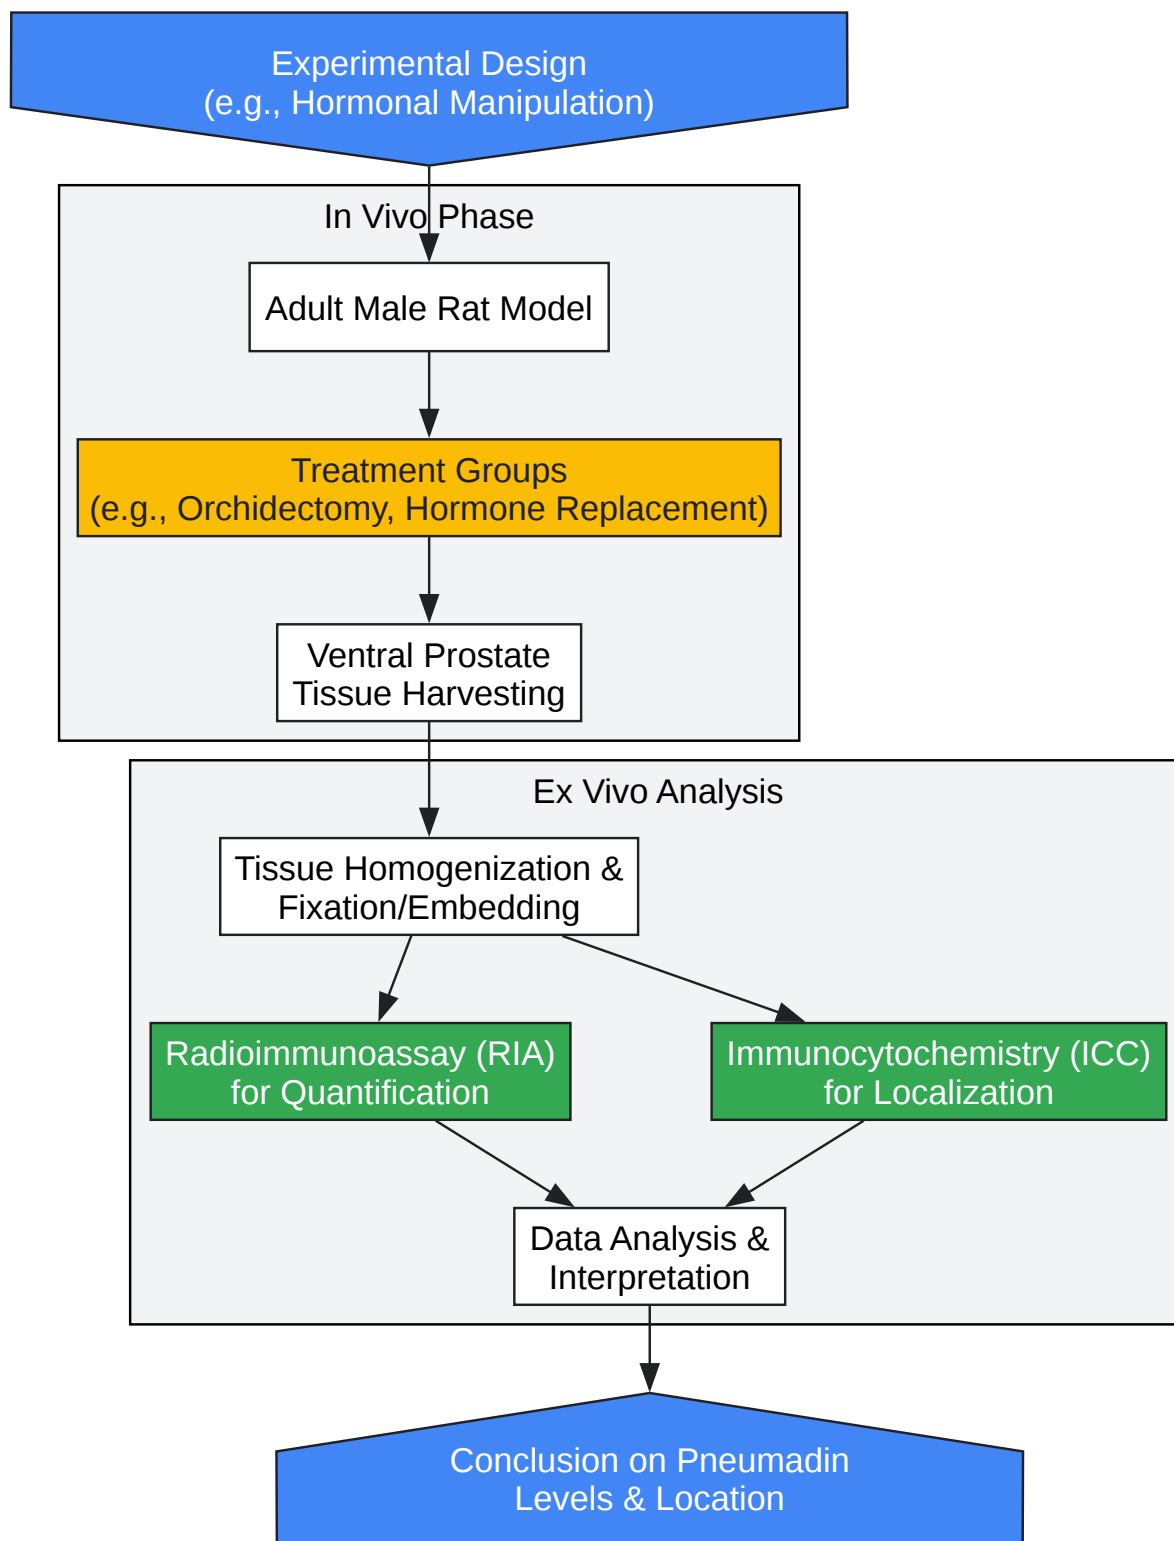 Experimental Design
(e.g., Hormonal Manipulation)
In Vivo Phase
Adult Male Rat Model
Treatment Groups
(e.g., Orchidectomy, Hormone Replacement)
Ventral Prostate
Tissue Harvesting
Ex Vivo Analysis
Tissue Homogenization &
Fixation/Embedding
Radioimmunoassay (RIA)
for Quantification
Immunocytochemistry (ICC)
for Localization
Data Analysis &
Interpretation
Conclusion on Pneumadin
Levels & Location